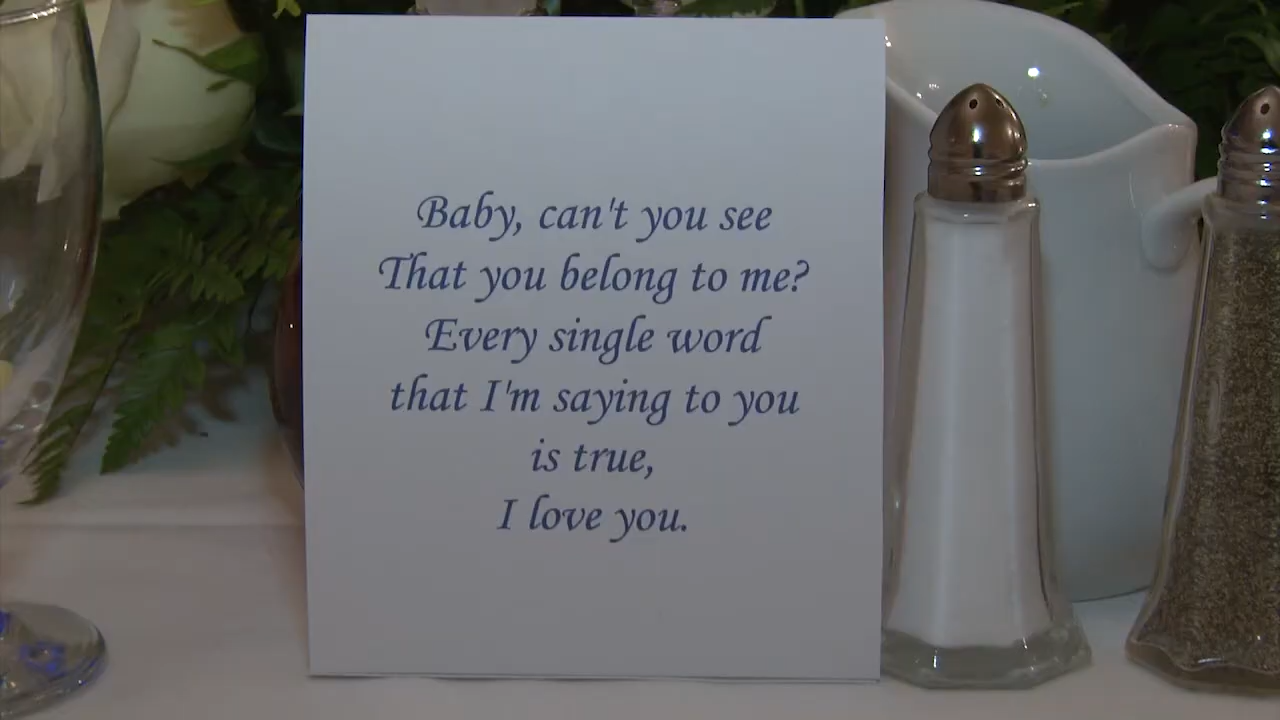 Baby, can't you see
That you belong to me?
Every single word
that I'm saying to you
is true,
I love you.